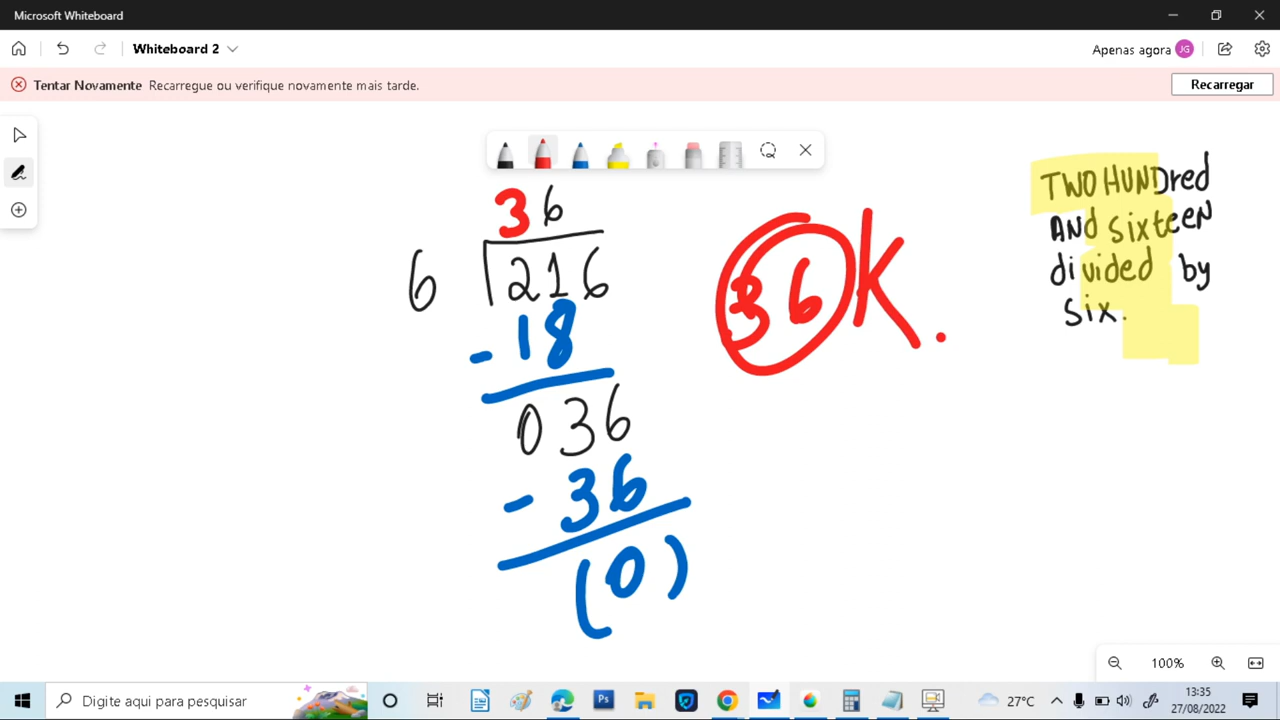 Microsoft Whiteboard
Whiteboard 2
Apenas agora JG
Tentar Novamente Recarregue ou verifique novamente mais tarde.
Recarregar
36
6 216
- 18
036
- 36
(0)
36 K.
TWO HUNDred
ANd sixteen
divided by
six.
100%
Digite aqui para pesquisar
Ps
27°C
13:35
27/08/2022